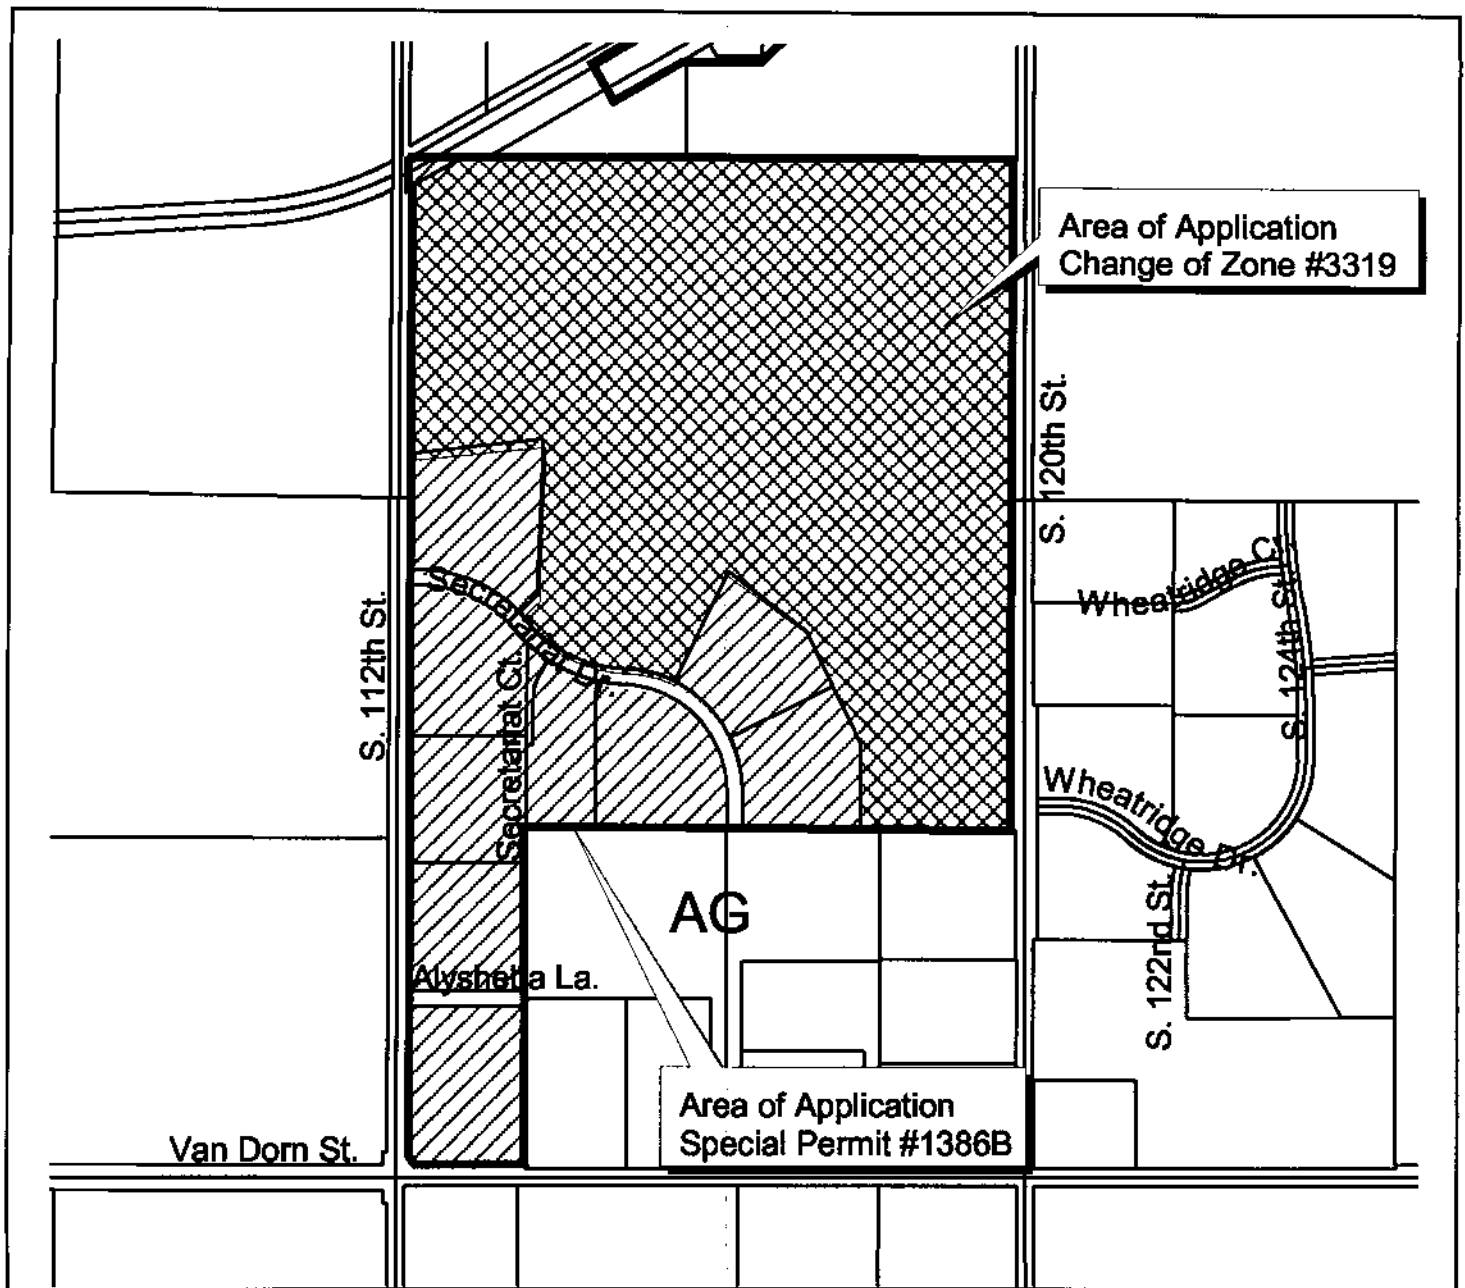 Area of Application
Change of Zone #3319
S. 120th St.
Wheatridge Ct.
S. 124th St.
S. 112th St.
Secretariat Dr.
Secretariat Ct.
Wheatridge Dr.
AG
S. 122nd St.
Alysheba La.
Area of Application
Special Permit #1386B
Van Dorn St.